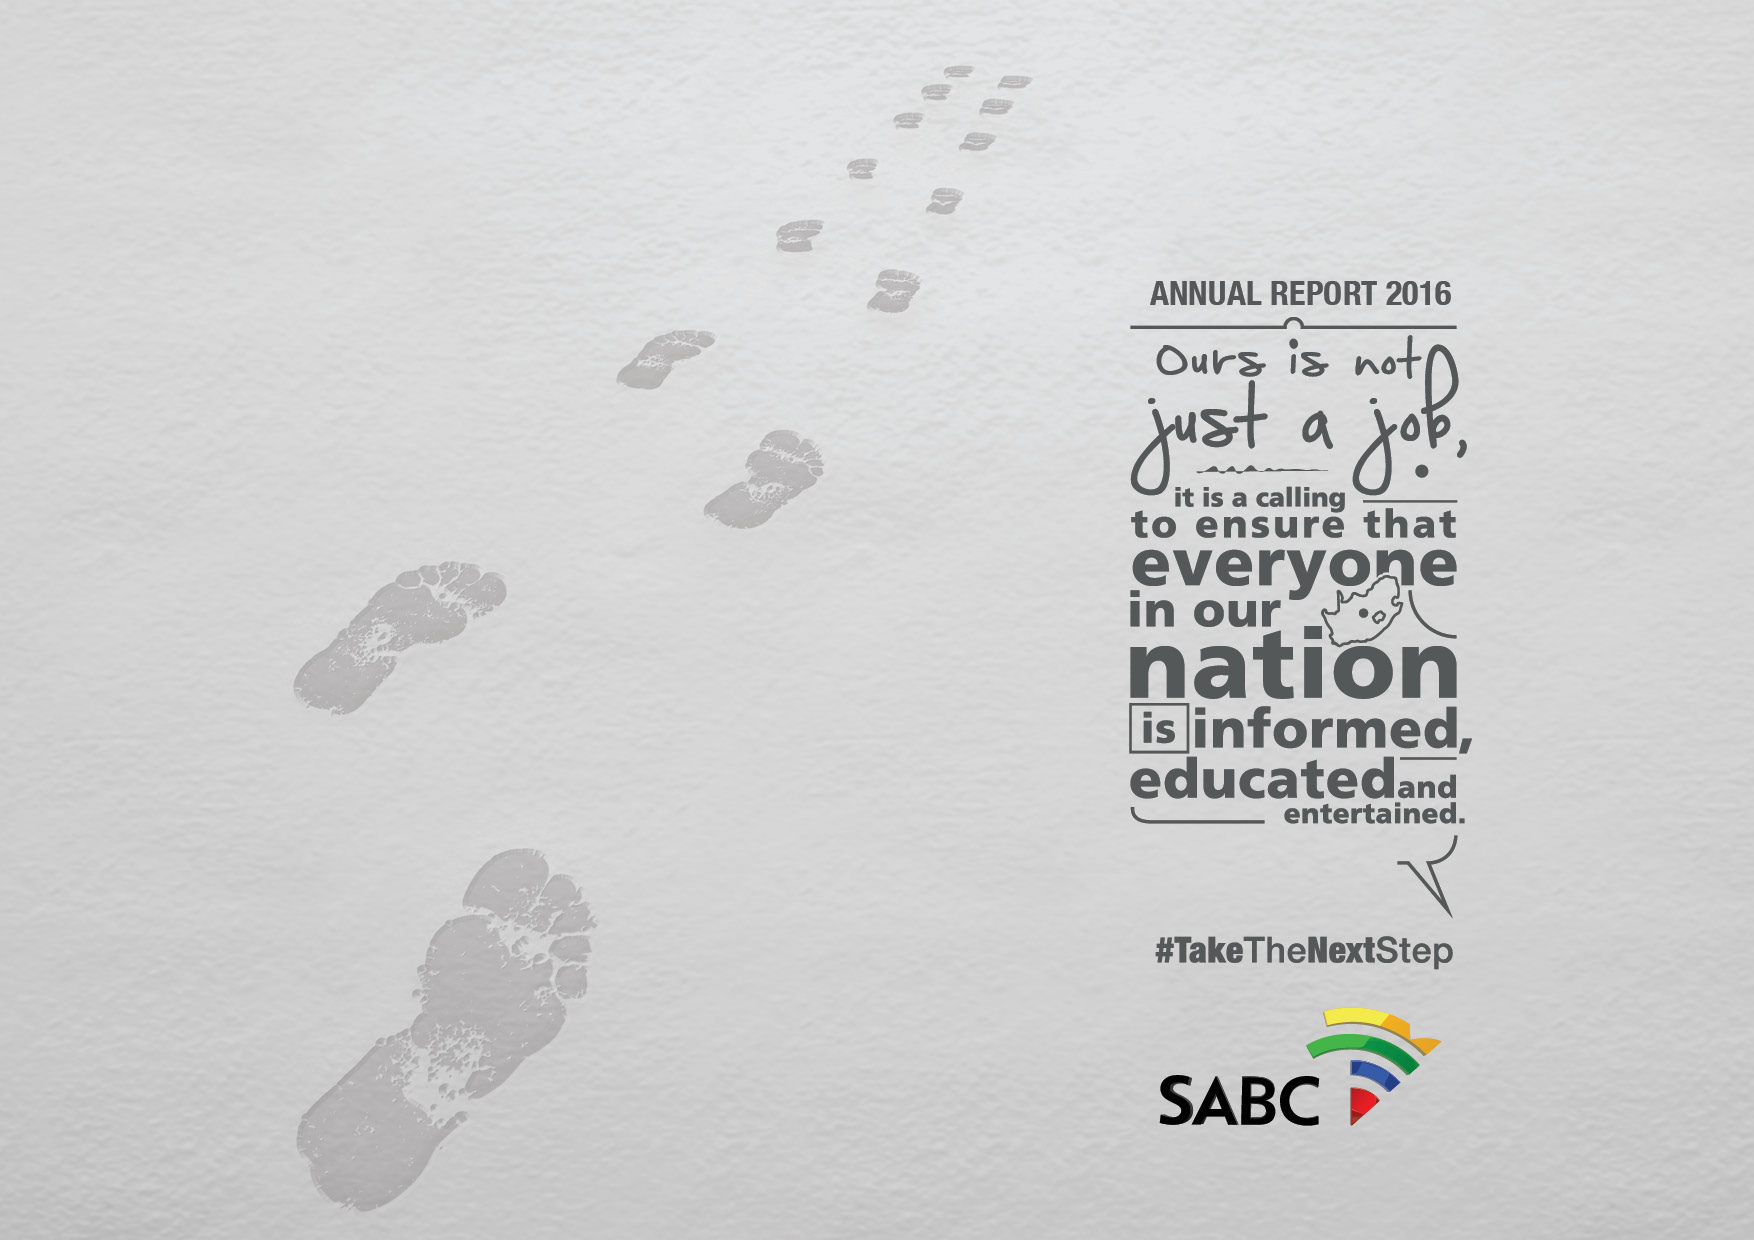 ANNUAL REPORT 2016
Ours is not
just a job,
it is a calling
to ensure that
everyone
in our
nation
is informed,
educated and
entertained.
#TakeTheNextStep
SABC